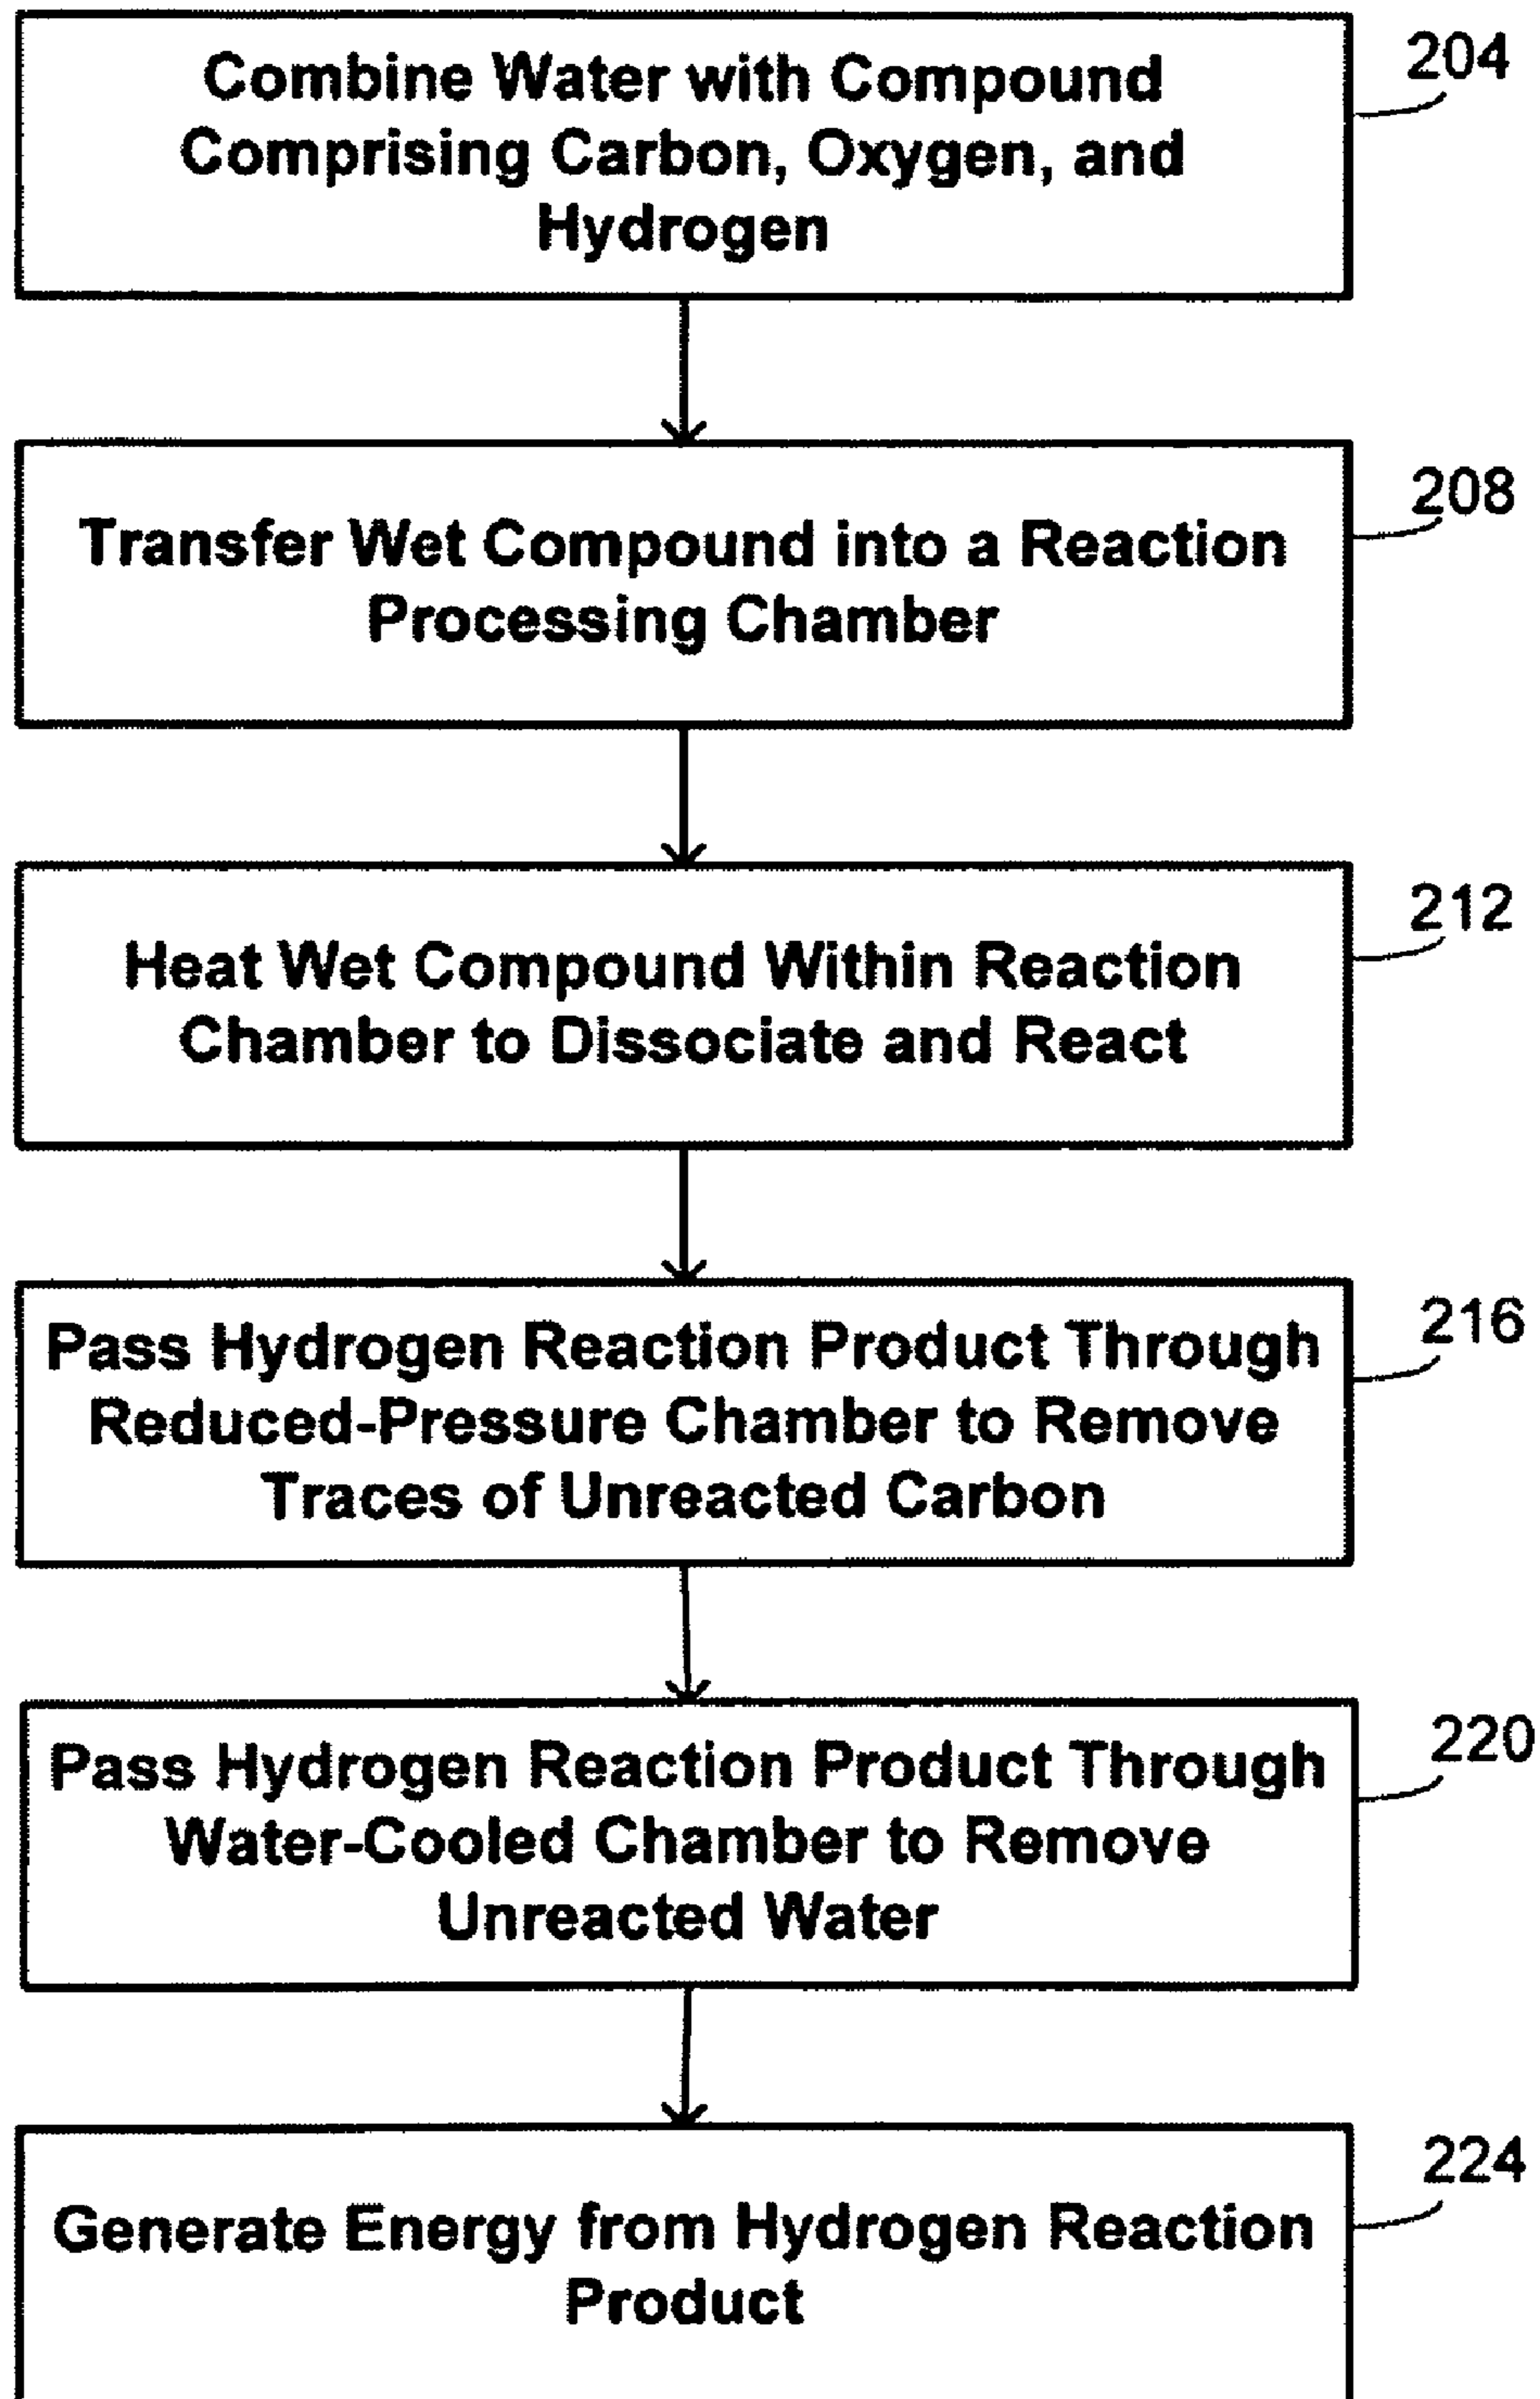 Combine Water with Compound
Comprising Carbon, Oxygen, and
Hydrogen
204
Transfer Wet Compound into a Reaction
Processing Chamber
208
Heat Wet Compound Within Reaction
Chamber to Dissociate and React
212
Pass Hydrogen Reaction Product Through
Reduced-Pressure Chamber to Remove
Traces of Unreacted Carbon
216
Pass Hydrogen Reaction Product Through
Water-Cooled Chamber to Remove
Unreacted Water
220
Generate Energy from Hydrogen Reaction
Product
224